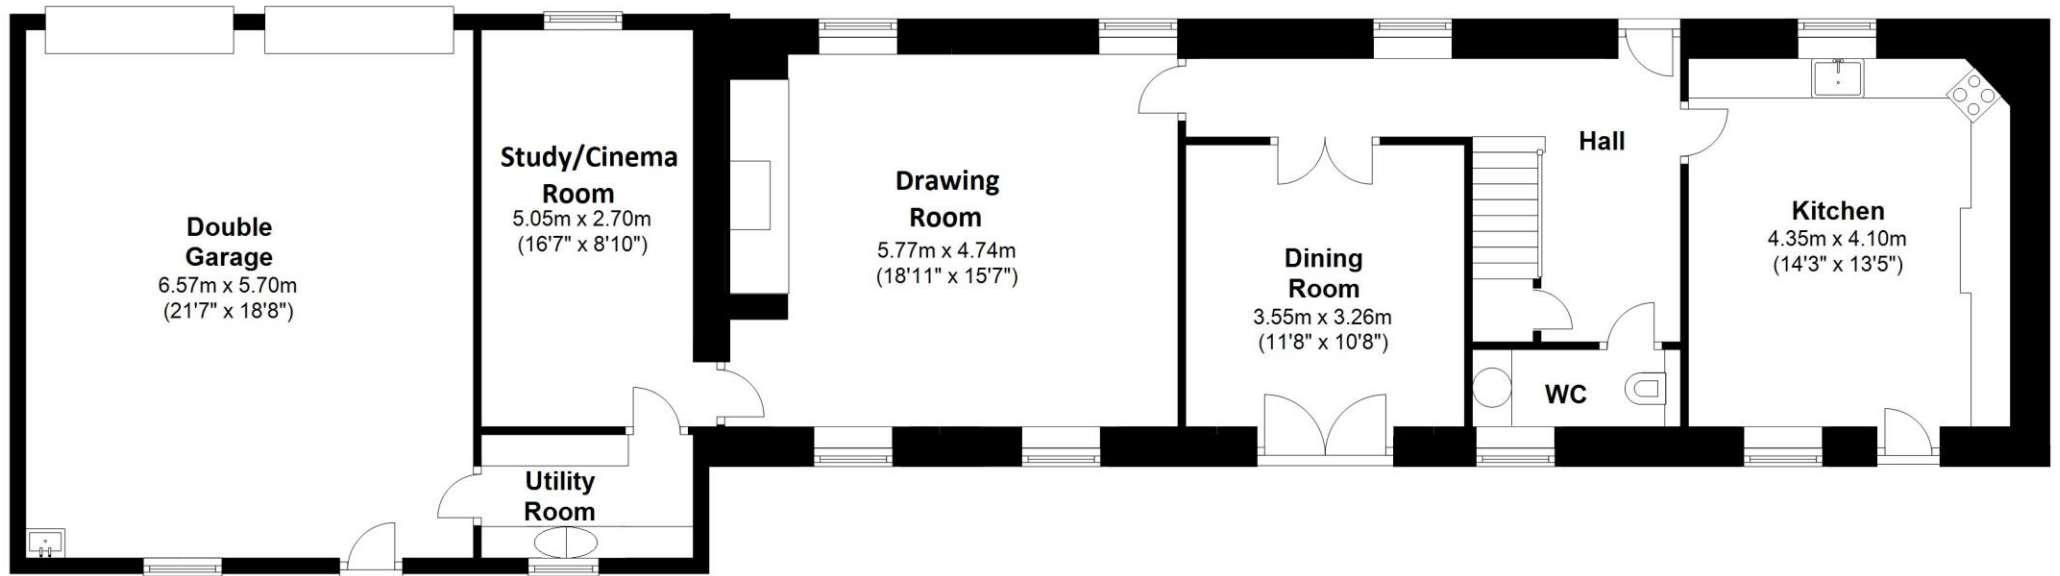 Double
Garage
6.57m x 5.70m
(21'7" x 18'8")
Study/Cinema
Room
5.05m x 2.70m
(16'7" x 8'10")
Utility
Room
Drawing
Room
5.77m x 4.74m
(18'11" x 15'7")
Dining
Room
3.55m x 3.26m
(11'8" x 10'8")
Hall
WC
Kitchen
4.35m x 4.10m
(14'3" x 13'5")